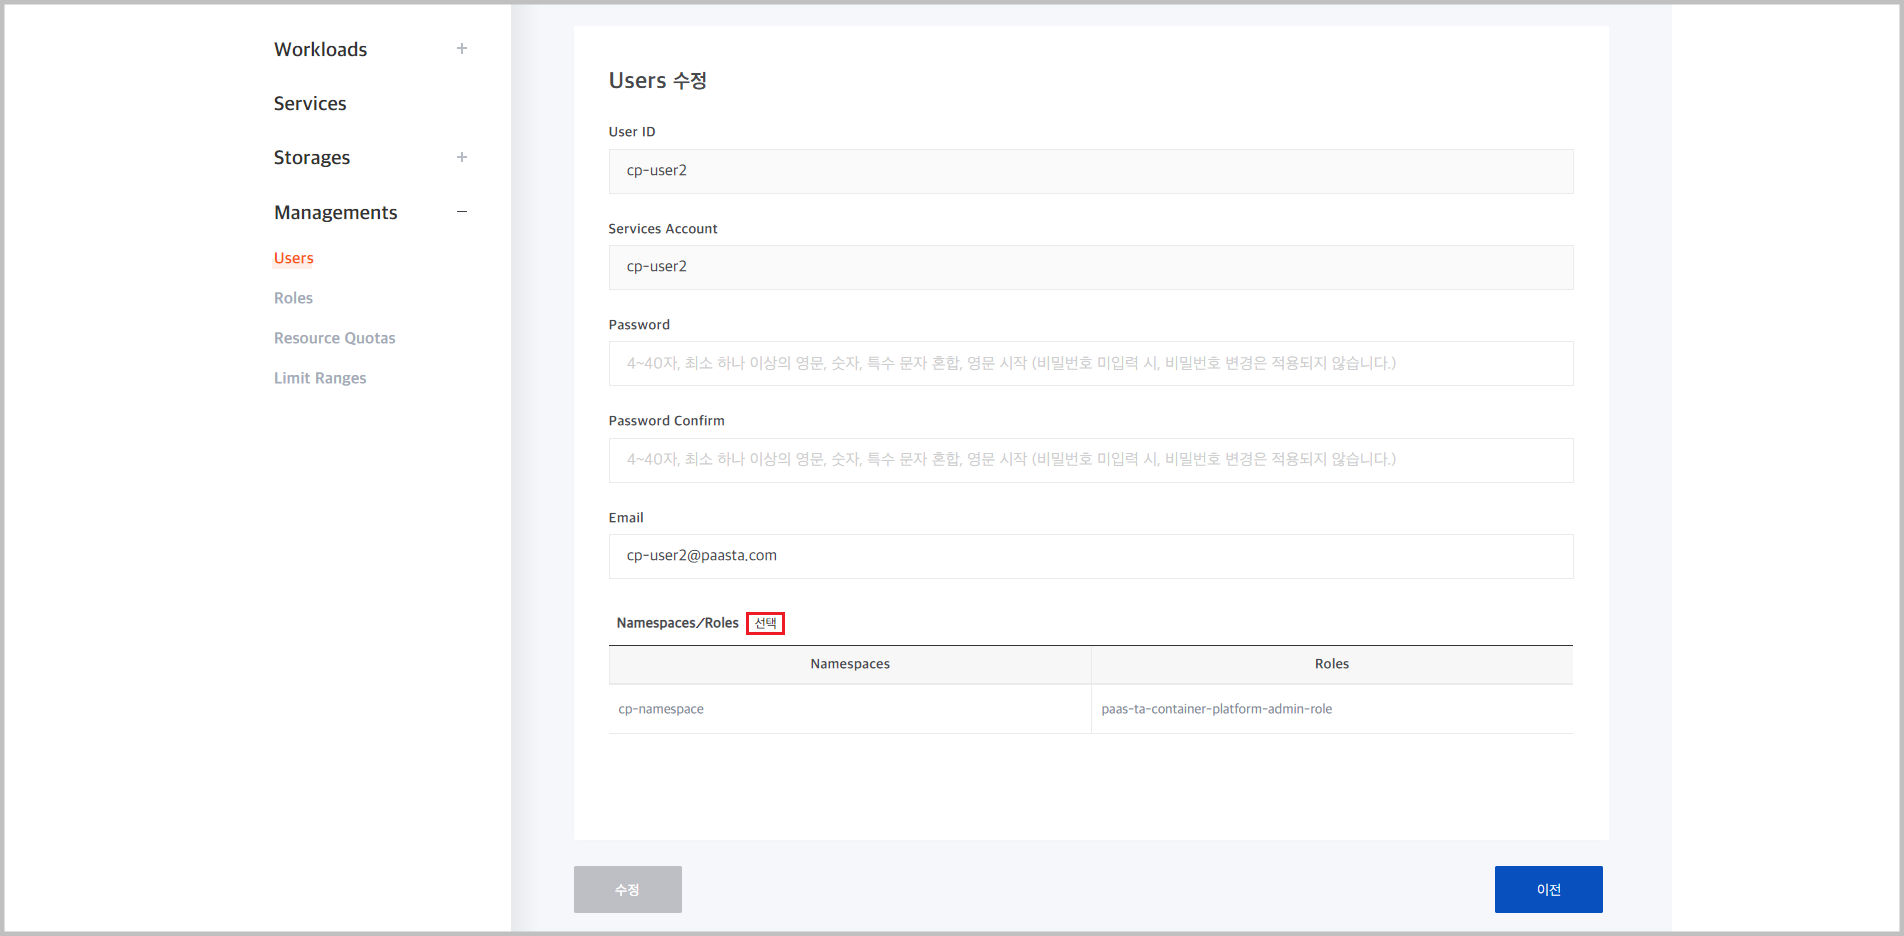 Workloads
Services
Storages
Managements
Users
Roles
Resource Quotas
Limit Ranges
Users 수정
User ID
cp-user2
Services Account
cp-user2
Password
4~40자, 최소 하나 이상의 영문, 숫자, 특수 문자 혼합, 영문 시작 (비밀번호 미입력 시, 비밀번호 변경은 적용되지 않습니다.)
Password Confirm
4~40자, 최소 하나 이상의 영문, 숫자, 특수 문자 혼합, 영문 시작 (비밀번호 미입력 시, 비밀번호 변경은 적용되지 않습니다.)
Email
cp-user2@paasta.com
Namespaces/Roles 선택
Namespaces Roles
cp-namespace paas-ta-container-platform-admin-role
수정 이전